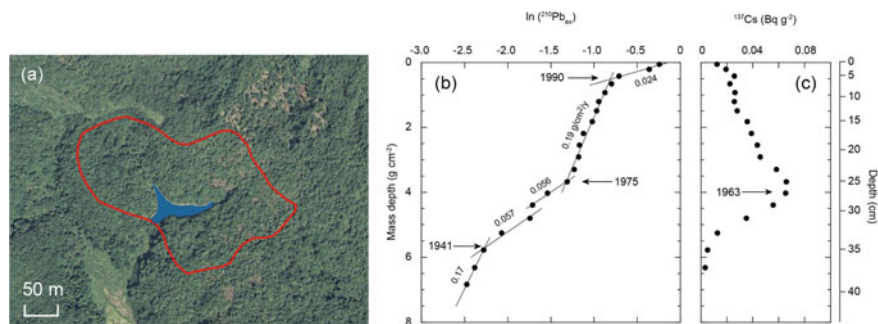 (a)
50 m
ln (²¹⁰Pbₑₓ)
-3.0 -2.5 -2.0 -1.5 -1.0 -0.5 0
(b)
Mass depth (g cm⁻²)
0
2
4
6
8
1990
0.024
0.19 g/cm²/y
1975
0.056
0.057
1941
0.17
¹³⁷Cs (Bq g⁻²)
0 0.04 0.08
(c)
1963
0
5
10
15
20
25
30
35
40
Depth (cm)